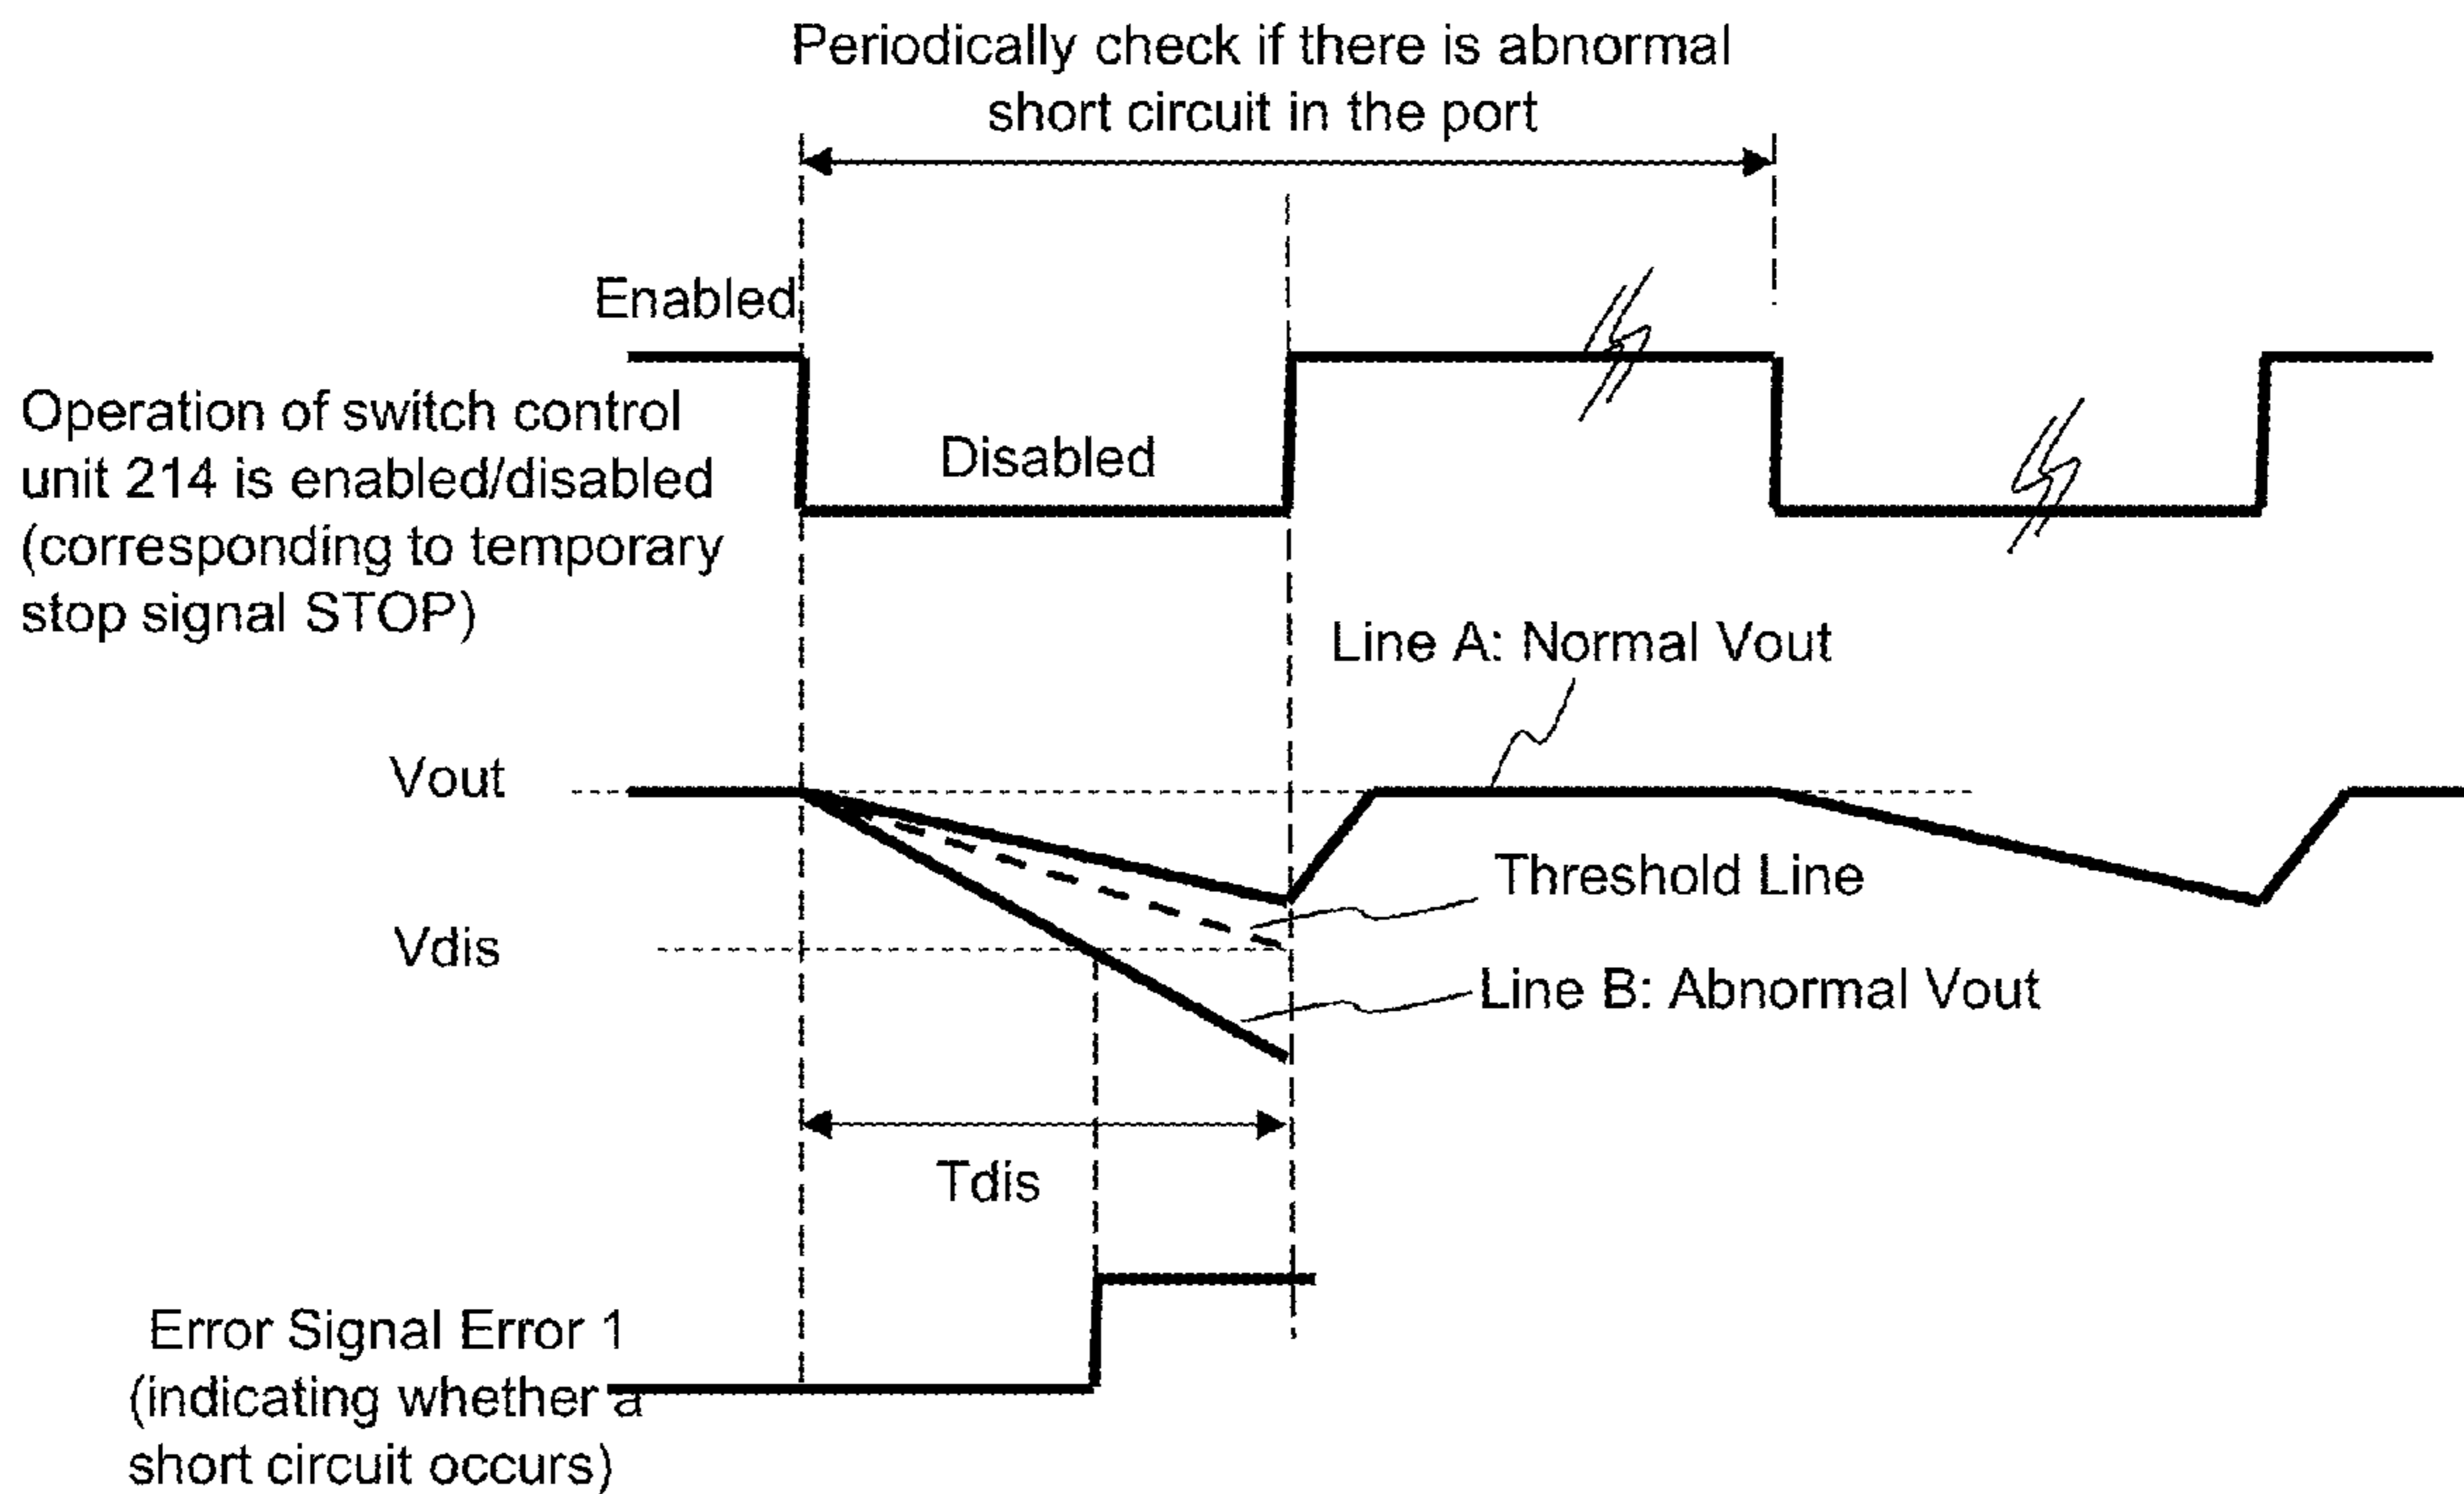 Periodically check if there is abnormal
short circuit in the port
Enabled
Operation of switch control
unit 214 is enabled/disabled
(corresponding to temporary
stop signal STOP)
Disabled
Line A: Normal Vout
Vout
Threshold Line
Vdis
Line B: Abnormal Vout
Tdis
Error Signal Error 1
(indicating whether a
short circuit occurs)